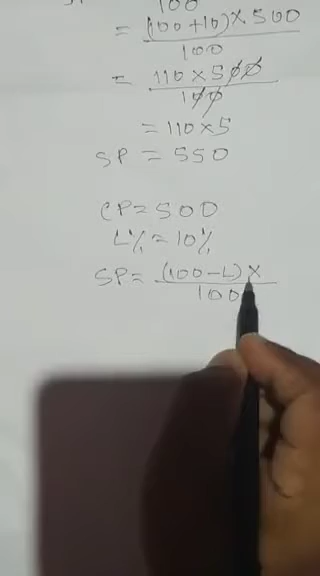 100
= (100+10)×500
100
= 110×500
100
= 110×5
SP = 550
CP=500
L%=10%
SP= (100-L)×
100